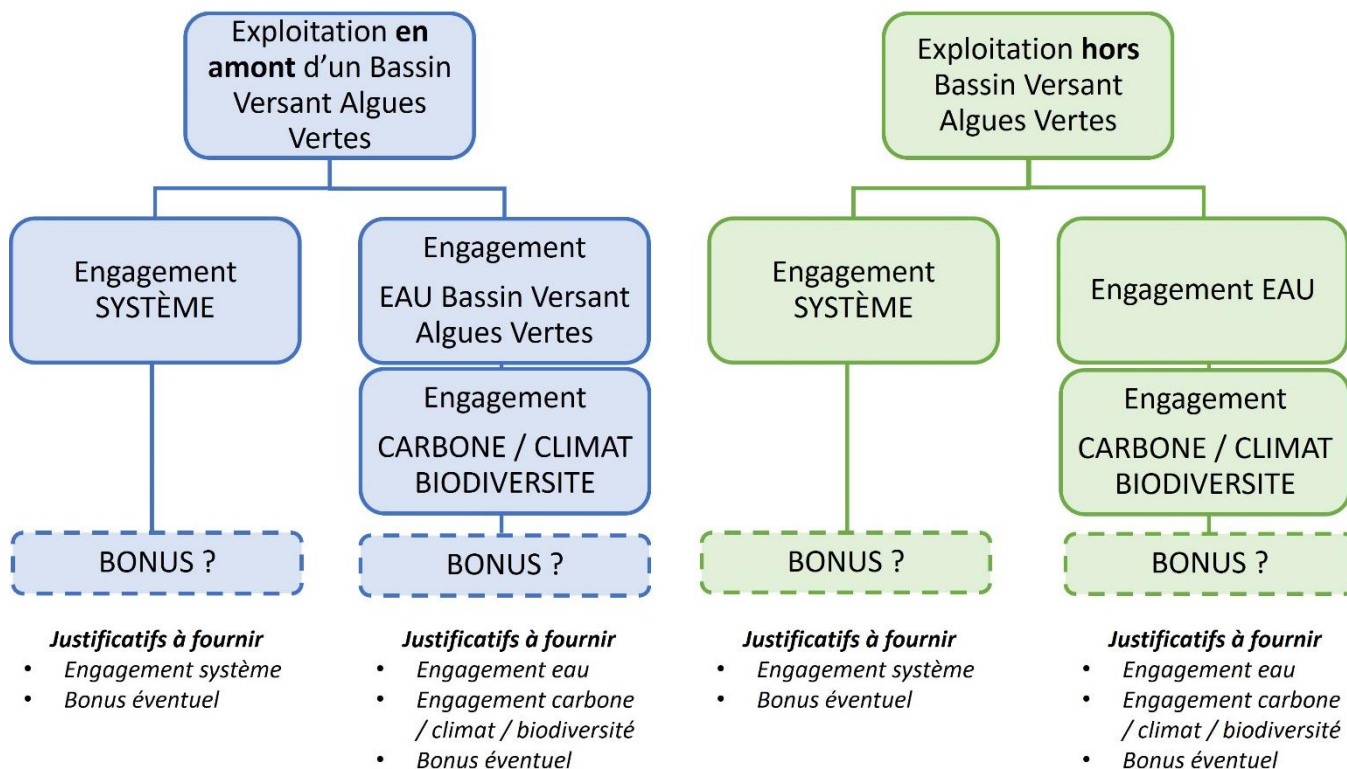 Exploitation en
amont d'un Bassin
Versant Algues
Vertes
Exploitation hors
Bassin Versant
Algues Vertes
Engagement
SYSTÈME
Engagement
EAU Bassin Versant
Algues Vertes
Engagement
SYSTÈME
Engagement EAU
Engagement
CARBONE / CLIMAT
BIODIVERSITE
Engagement
CARBONE / CLIMAT
BIODIVERSITE
BONUS ?
BONUS ?
BONUS ?
BONUS ?
Justificatifs à fournir
• Engagement système
• Bonus éventuel
Justificatifs à fournir
• Engagement eau
• Engagement carbone
/ climat / biodiversité
• Bonus éventuel
Justificatifs à fournir
• Engagement système
• Bonus éventuel
Justificatifs à fournir
• Engagement eau
• Engagement carbone
/ climat / biodiversité
• Bonus éventuel